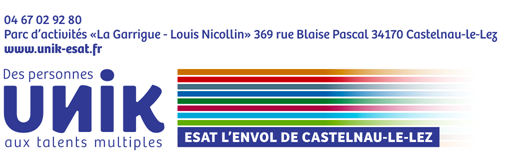 04 67 02 92 80
Parc d'activités «La Garrigue - Louis Nicollin» 369 rue Blaise Pascal 34170 Castelnau-le-Lez
www.unik-esat.fr
Des personnes
UNIK
aux talents multiples
ESAT L'ENVOL DE CASTELNAU-LE-LEZ